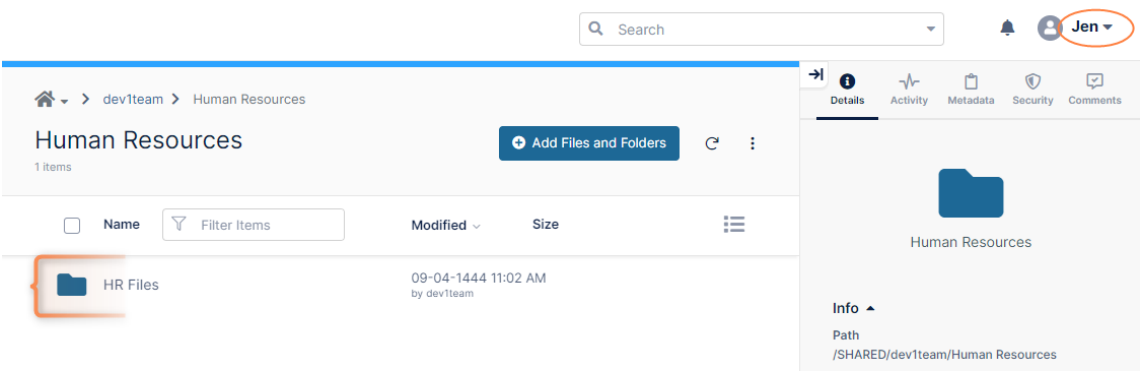 Search
Jen
dev1team
Human Resources
Human Resources
1 items
Add Files and Folders
Name
Filter Items
Modified
Size
HR Files
09-04-1444 11:02 AM
by dev1team
Details
Activity
Metadata
Security
Comments
Human Resources
Info
Path
/SHARED/dev1team/Human Resources